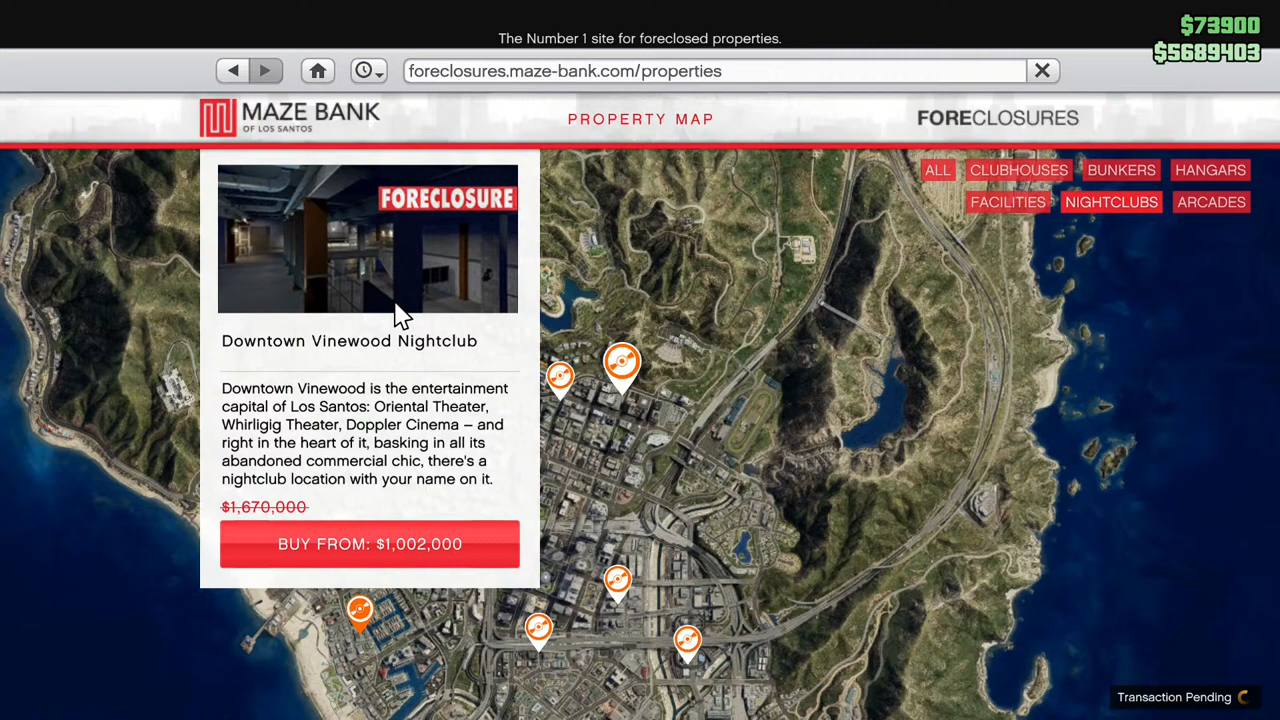 The Number 1 site for foreclosed properties.
$73900
$5689403
foreclosures.maze-bank.com/properties
MAZE BANK
OF LOS SANTOS
PROPERTY MAP
FORECLOSURES
ALL
CLUBHOUSES
BUNKERS
HANGARS
FACILITIES
NIGHTCLUBS
ARCADES
FORECLOSURE
Downtown Vinewood Nightclub
Downtown Vinewood is the entertainment
capital of Los Santos: Oriental Theater,
Whirligig Theater, Doppler Cinema – and
right in the heart of it, basking in all its
abandoned commercial chic, there's a
nightclub location with your name on it.
$1,670,000
BUY FROM: $1,002,000
Transaction Pending